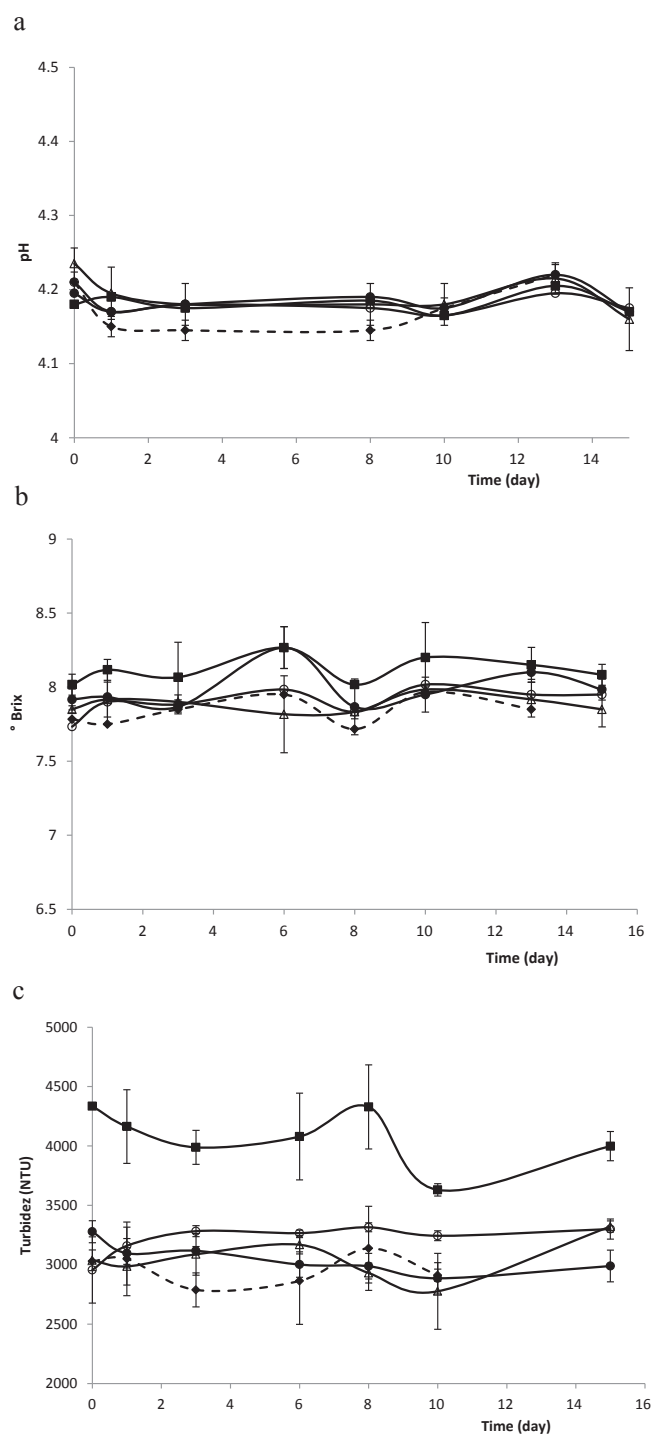 a
4.5
4.4
4.3
4.2
4.1
4
pH
0 2 4 6 8 10 12 14
Time (day)
b
9
8.5
8
7.5
7
6.5
° Brix
0 2 4 6 8 10 12 14 16
Time (day)
c
5000
4500
4000
3500
3000
2500
2000
Turbidez (NTU)
0 2 4 6 8 10 12 14 16
Time (day)